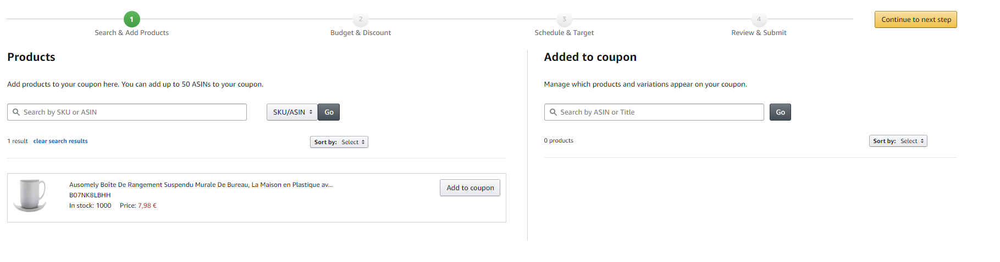 1
2
3
4
Continue to next step
Search & Add Products
Budget & Discount
Schedule & Target
Review & Submit
Products
Add products to your coupon here. You can add up to 50 ASINs to your coupon.
Search by SKU or ASIN
SKU/ASIN
Go
1 result clear search results
Sort by: Select
Ausomely Boîte De Rangement Suspendu Murale De Bureau, La Maison en Plastique av...
B07NK8LBHH
In stock: 1000 Price: 7,98 €
Add to coupon
Added to coupon
Manage which products and variations appear on your coupon.
Search by ASIN or Title
Go
0 products
Sort by: Select